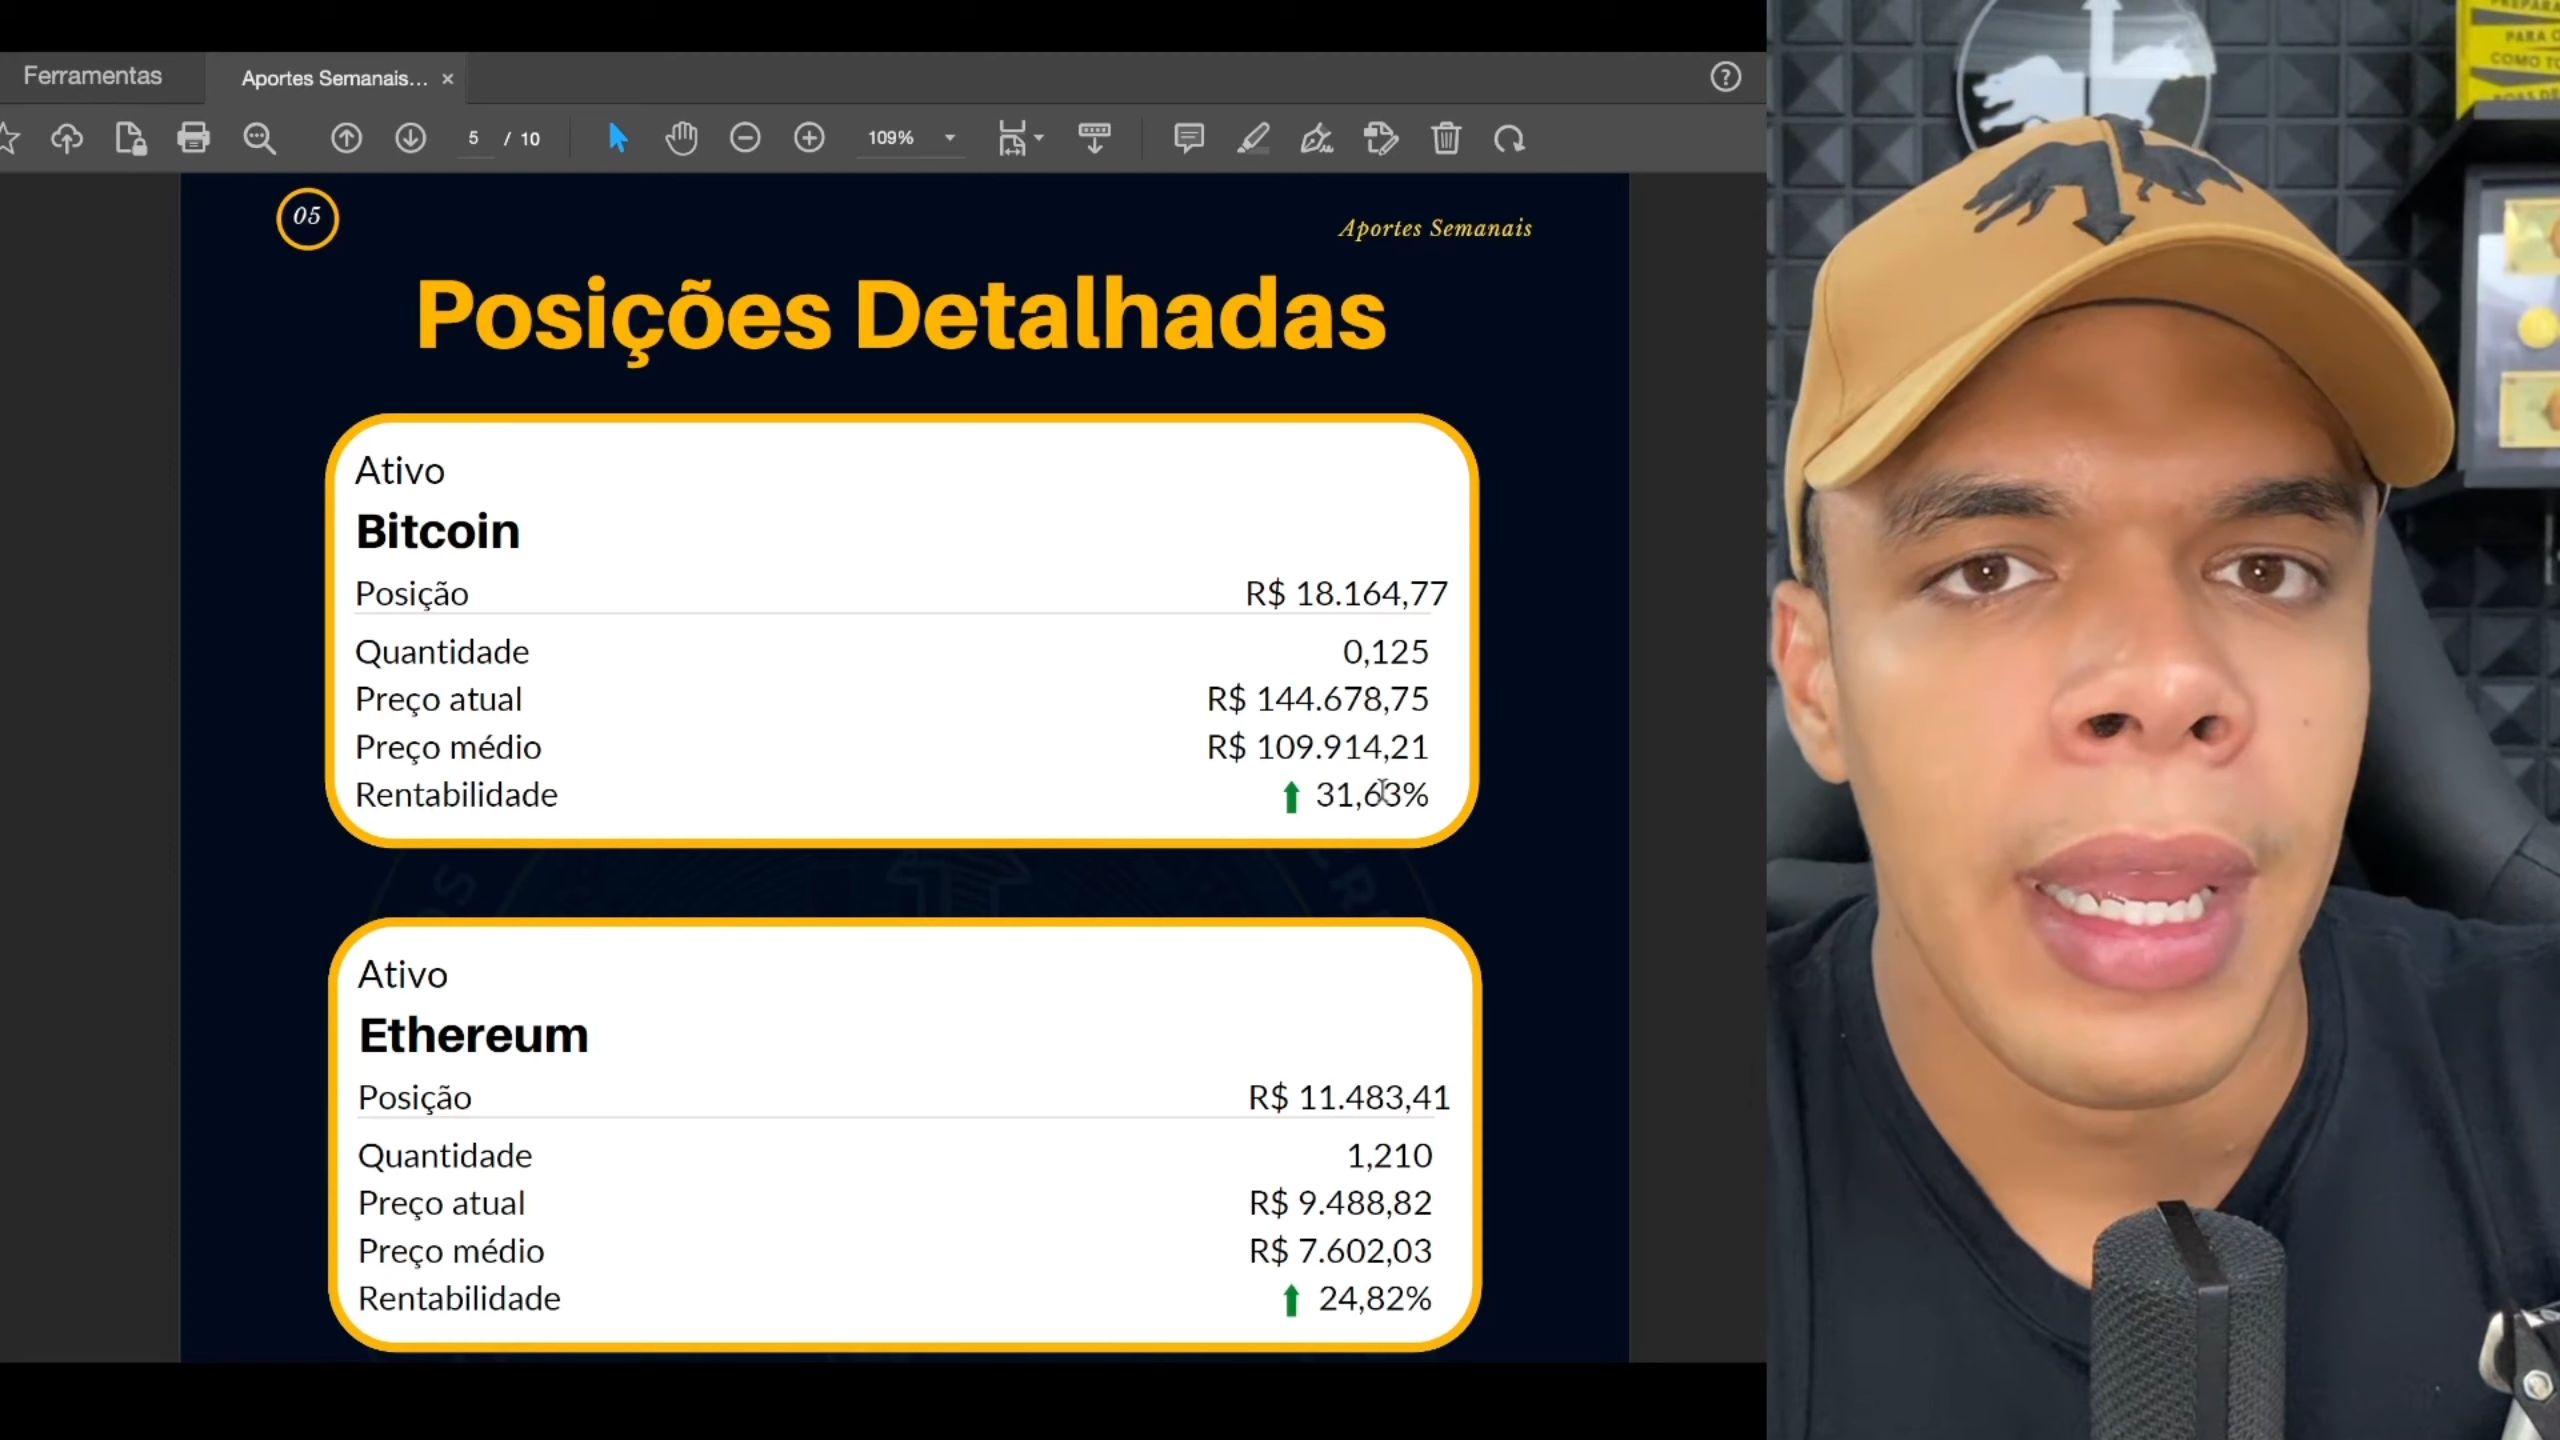 Ferramentas
Aportes Semanais... ×
5 / 10
109%
05
Aportes Semanais
Posições Detalhadas
Ativo
Bitcoin
Posição R$ 18.164,77
Quantidade 0,125
Preço atual R$ 144.678,75
Preço médio R$ 109.914,21
Rentabilidade 31,63%
Ativo
Ethereum
Posição R$ 11.483,41
Quantidade 1,210
Preço atual R$ 9.488,82
Preço médio R$ 7.602,03
Rentabilidade 24,82%
PARA
COMO